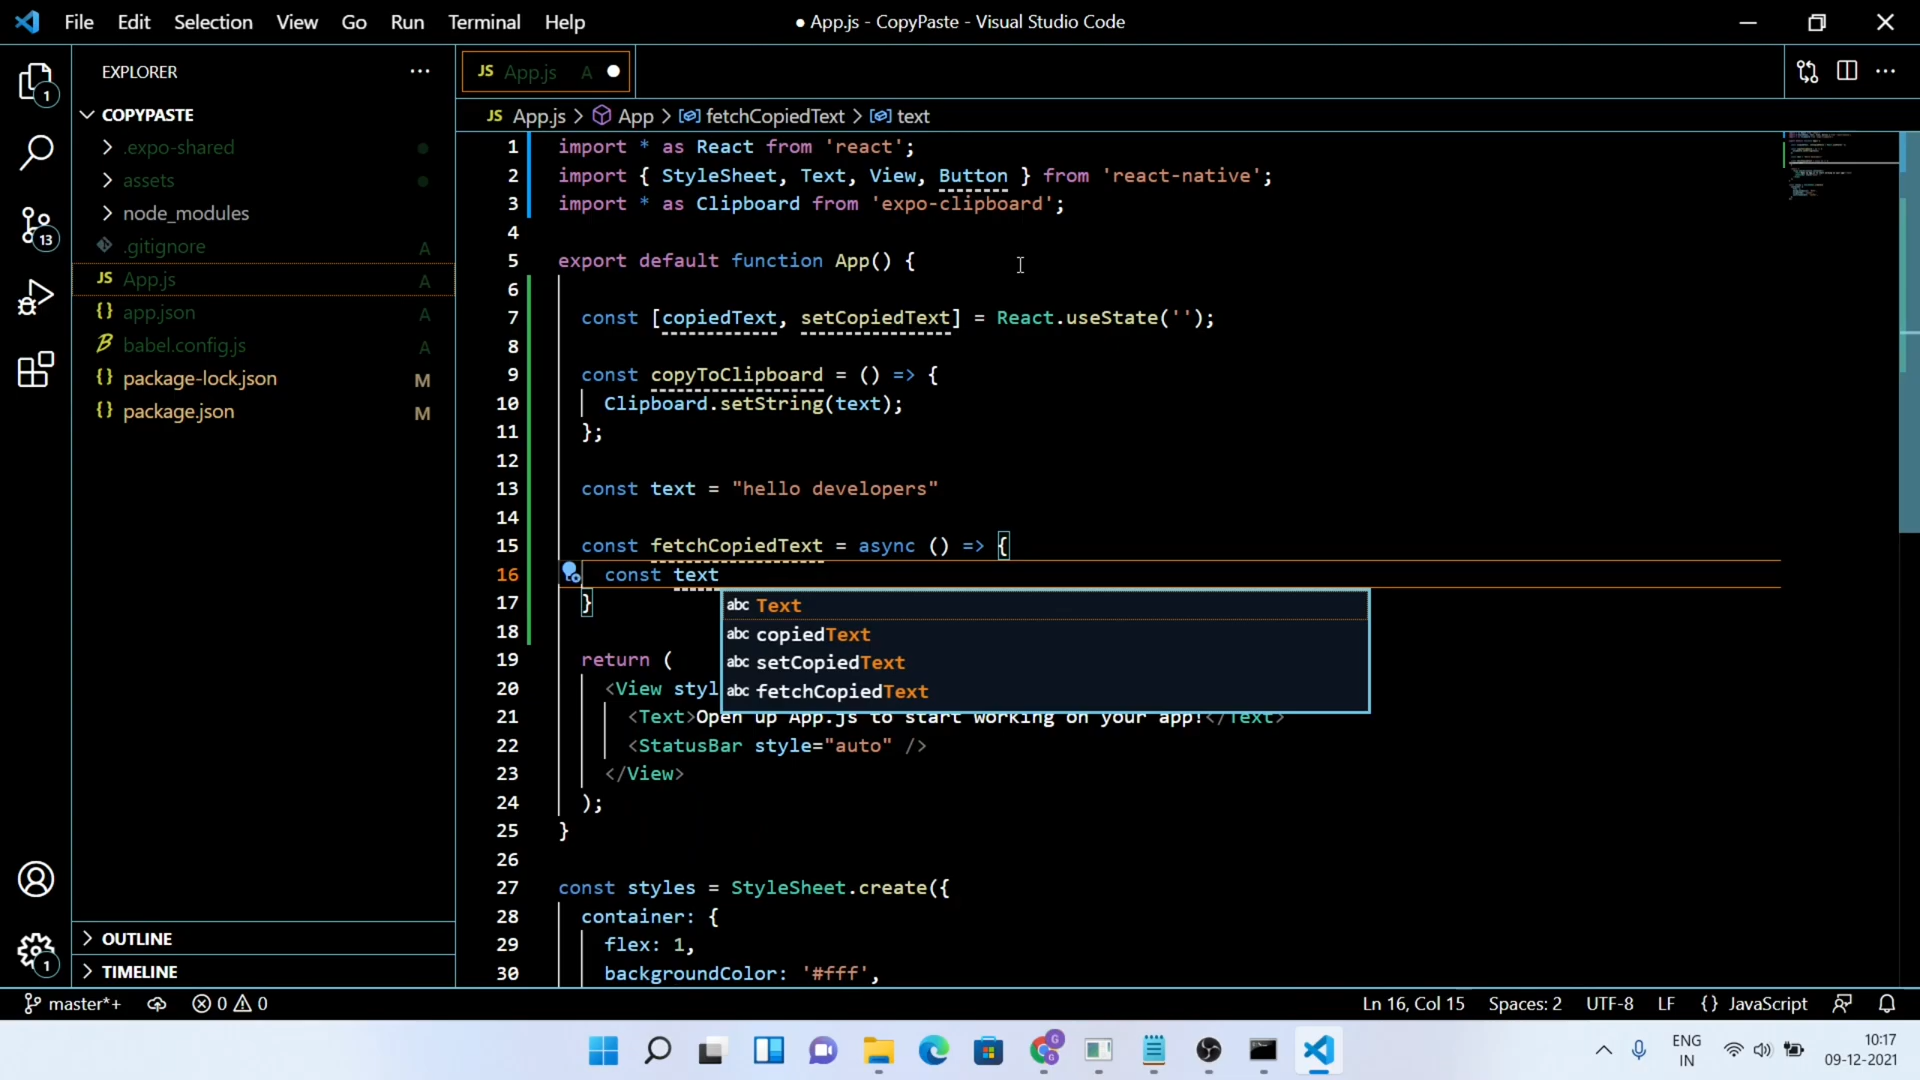 File Edit Selection View Go Run Terminal Help
● App.js - CopyPaste - Visual Studio Code
EXPLORER
JS App.js A
1
COPYPASTE
JS App.js > App > fetchCopiedText > text
.expo-shared
assets
node_modules
13
.gitignore A
JS App.js A
{} app.json A
B babel.config.js A
{} package-lock.json M
{} package.json M
1 import * as React from 'react';
2 import { StyleSheet, Text, View, Button } from 'react-native';
3 import * as Clipboard from 'expo-clipboard';
4
5 export default function App() {
6
7 const [copiedText, setCopiedText] = React.useState('');
8
9 const copyToClipboard = () => {
10 Clipboard.setString(text);
11 };
12
13 const text = "hello developers"
14
15 const fetchCopiedText = async () => {
16 const text
17 }
abc Text
abc copiedText
abc setCopiedText
abc fetchCopiedText
18
19 return (
20 <View styl
21 <Text>Open up App.js to start working on your app!</Text>
22 <StatusBar style="auto" />
23 </View>
24 );
25 }
26
27 const styles = StyleSheet.create({
28 container: {
29 flex: 1,
30 backgroundColor: '#fff',
OUTLINE
1
TIMELINE
master*+ 0 0
Ln 16, Col 15 Spaces: 2 UTF-8 LF {} JavaScript
ENG
IN
10:17
09-12-2021